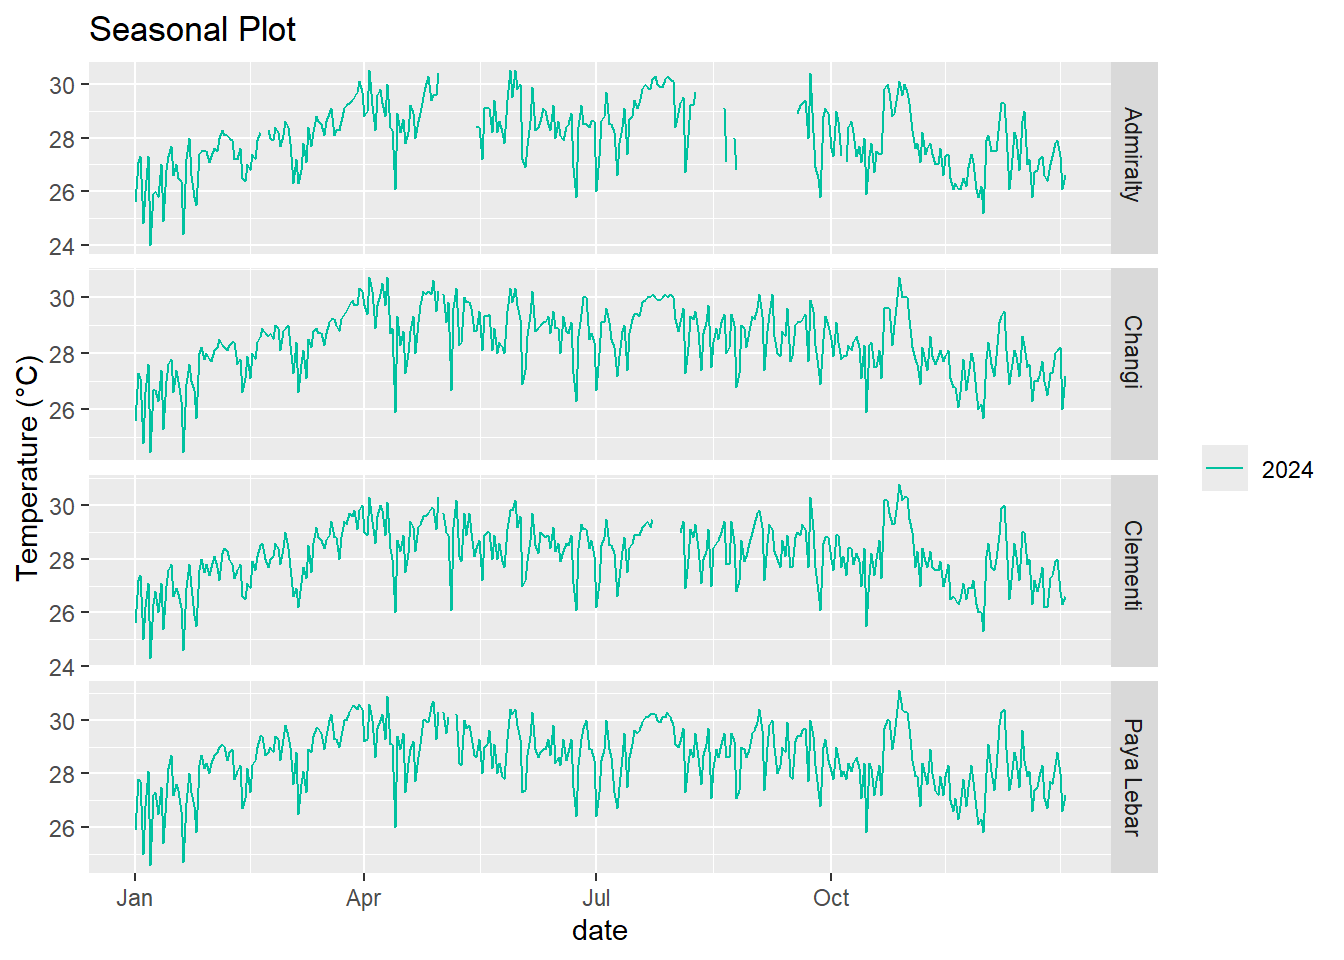 Seasonal Plot
30
28
26
24
Admiralty
30
28
26
Changi
30
28
26
24
Clementi
30
28
26
Paya Lebar
Temperature (°C)
Jan
Apr
Jul
Oct
date
2024